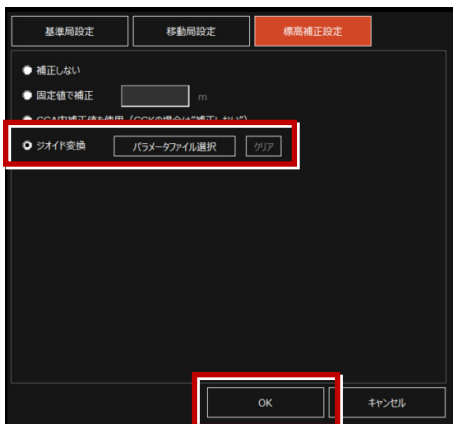 基準局設定
移動局設定
標高補正設定
補正しない
固定値で補正 m
ジオイド変換 パラメータファイル選択 クリア
OK
キャンセル